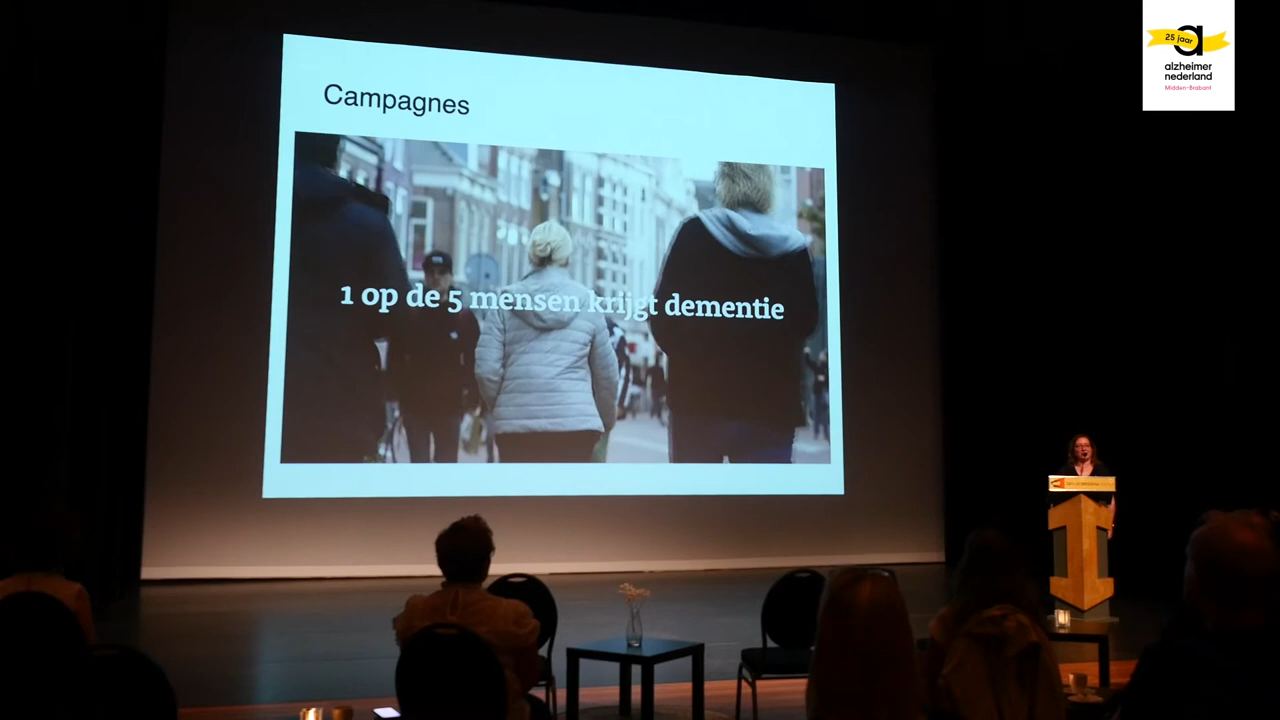 Campagnes
1 op de 5 mensen krijgt dementie
25 jaar
alzheimer
nederland
Midden-Brabant